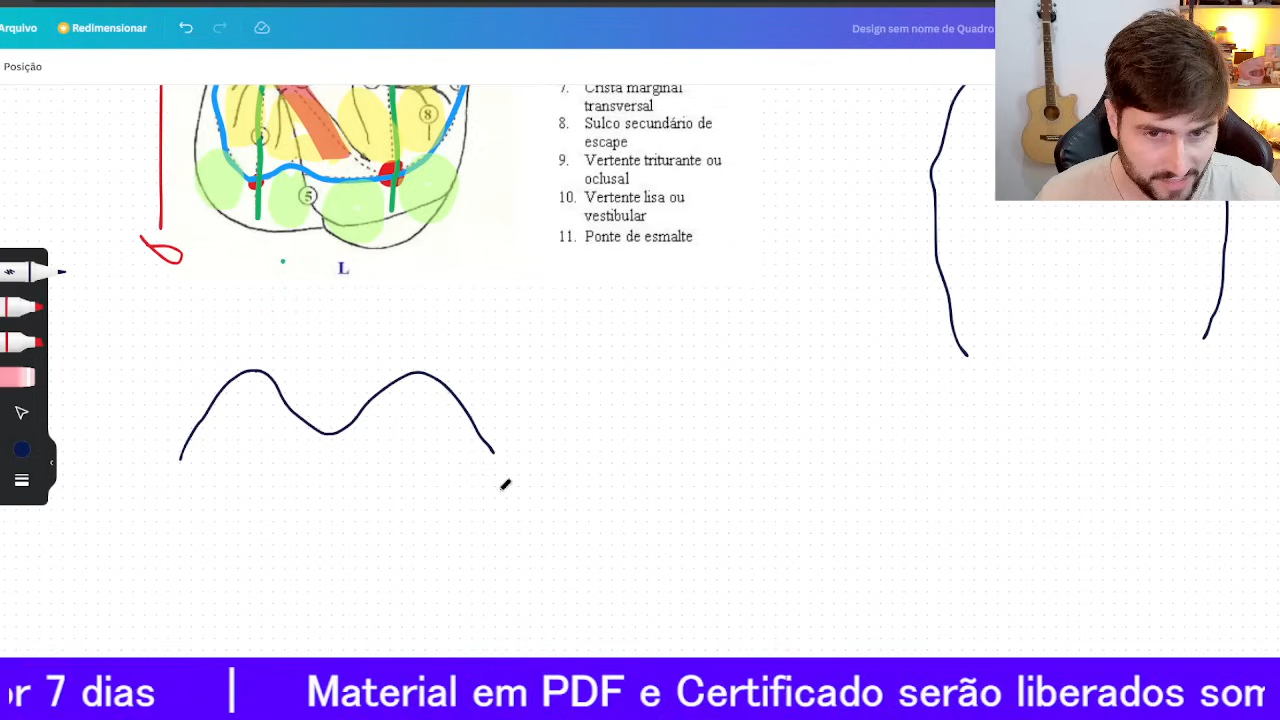 Arquivo
Redimensionar
Design sem nome de Quadro
Posição
7. Crista marginal
transversal
8. Sulco secundário de
escape
9. Vertente triturante ou
oclusal
10. Vertente lisa ou
vestibular
11. Ponte de esmalte
8
5
L
7 dias | Material em PDF e Certificado serão liberados